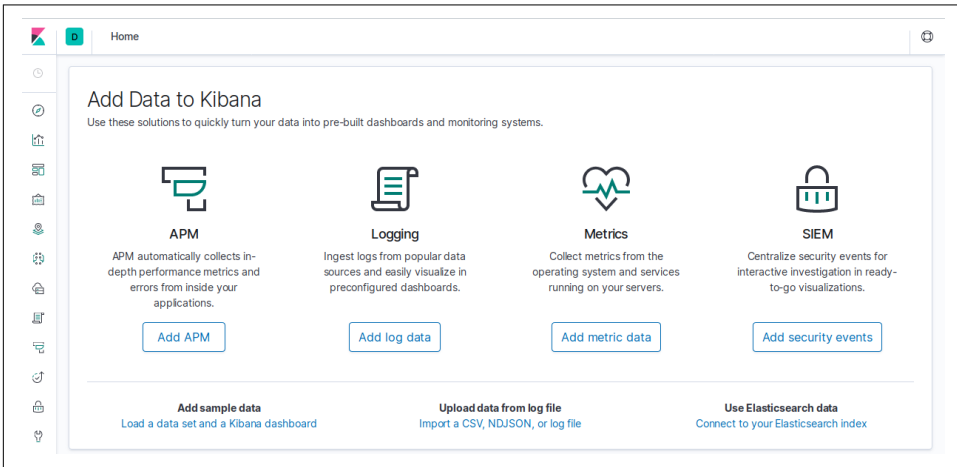 D Home
Add Data to Kibana
Use these solutions to quickly turn your data into pre-built dashboards and monitoring systems.
APM
APM automatically collects in-
depth performance metrics and
errors from inside your
applications.
Add APM
Logging
Ingest logs from popular data
sources and easily visualize in
preconfigured dashboards.
Add log data
Metrics
Collect metrics from the
operating system and services
running on your servers.
Add metric data
SIEM
Centralize security events for
interactive investigation in ready-
to-go visualizations.
Add security events
Add sample data
Load a data set and a Kibana dashboard
Upload data from log file
Import a CSV, NDJSON, or log file
Use Elasticsearch data
Connect to your Elasticsearch index